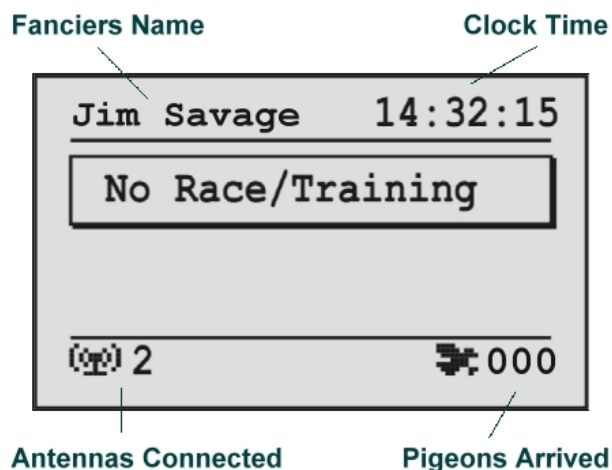 Fanciers Name Clock Time
Jim Savage 14:32:15
No Race/Training
2 000
Antennas Connected Pigeons Arrived